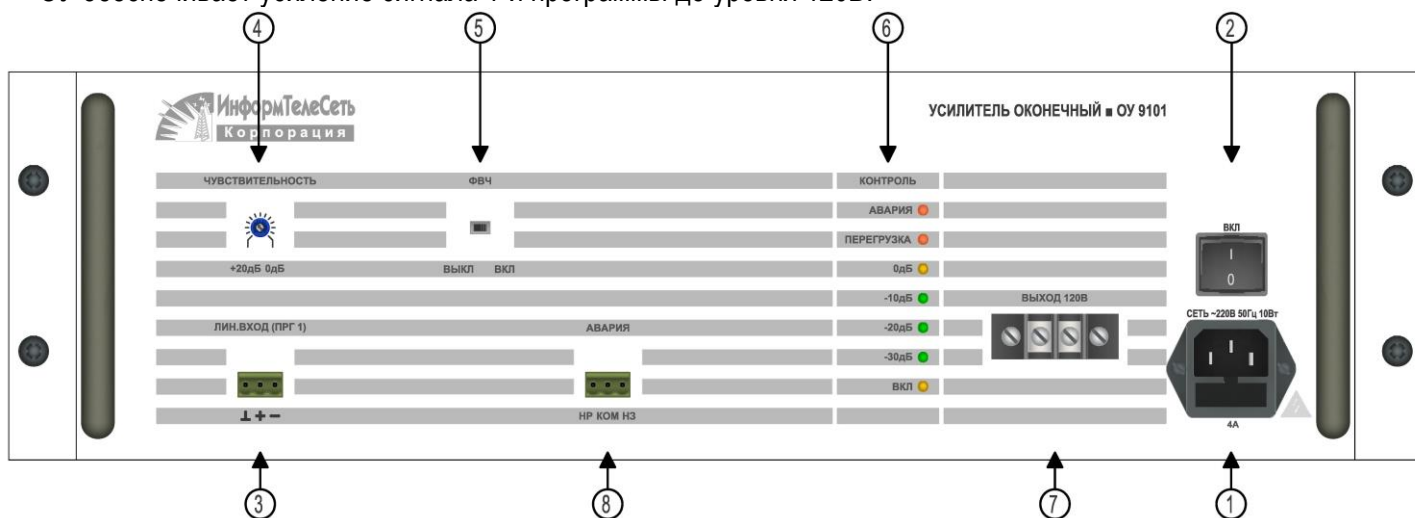 ОУ обеспечивает усиление сигнала 1-й программы до уровня 120В.
4
5
6
2
ИнформТелеСеть
Корпорация
УСИЛИТЕЛЬ ОКОНЕЧНЫЙ ■ ОУ 9101
ЧУВСТВИТЕЛЬНОСТЬ
ФВЧ
КОНТРОЛЬ
АВАРИЯ
ПЕРЕГРУЗКА
+20дБ 0дБ
ВЫКЛ ВКЛ
0дБ
-10дБ
-20дБ
-30дБ
ВКЛ
ВЫХОД 120В
ВКЛ
I
0
СЕТЬ ~220В 50Гц 10Вт
4А
ЛИН.ВХОД (ПРГ 1)
⊥ + −
АВАРИЯ
НР КОМ НЗ
3
8
7
1